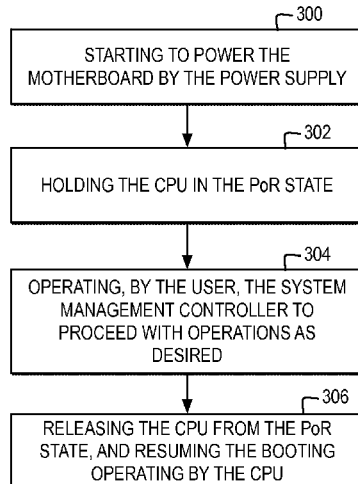 300
STARTING TO POWER THE
MOTHERBOARD BY THE POWER SUPPLY
302
HOLDING THE CPU IN THE PoR STATE
304
OPERATING, BY THE USER, THE SYSTEM
MANAGEMENT CONTROLLER TO
PROCEED WITH OPERATIONS AS
DESIRED
306
RELEASING THE CPU FROM THE PoR
STATE, AND RESUMING THE BOOTING
OPERATING BY THE CPU